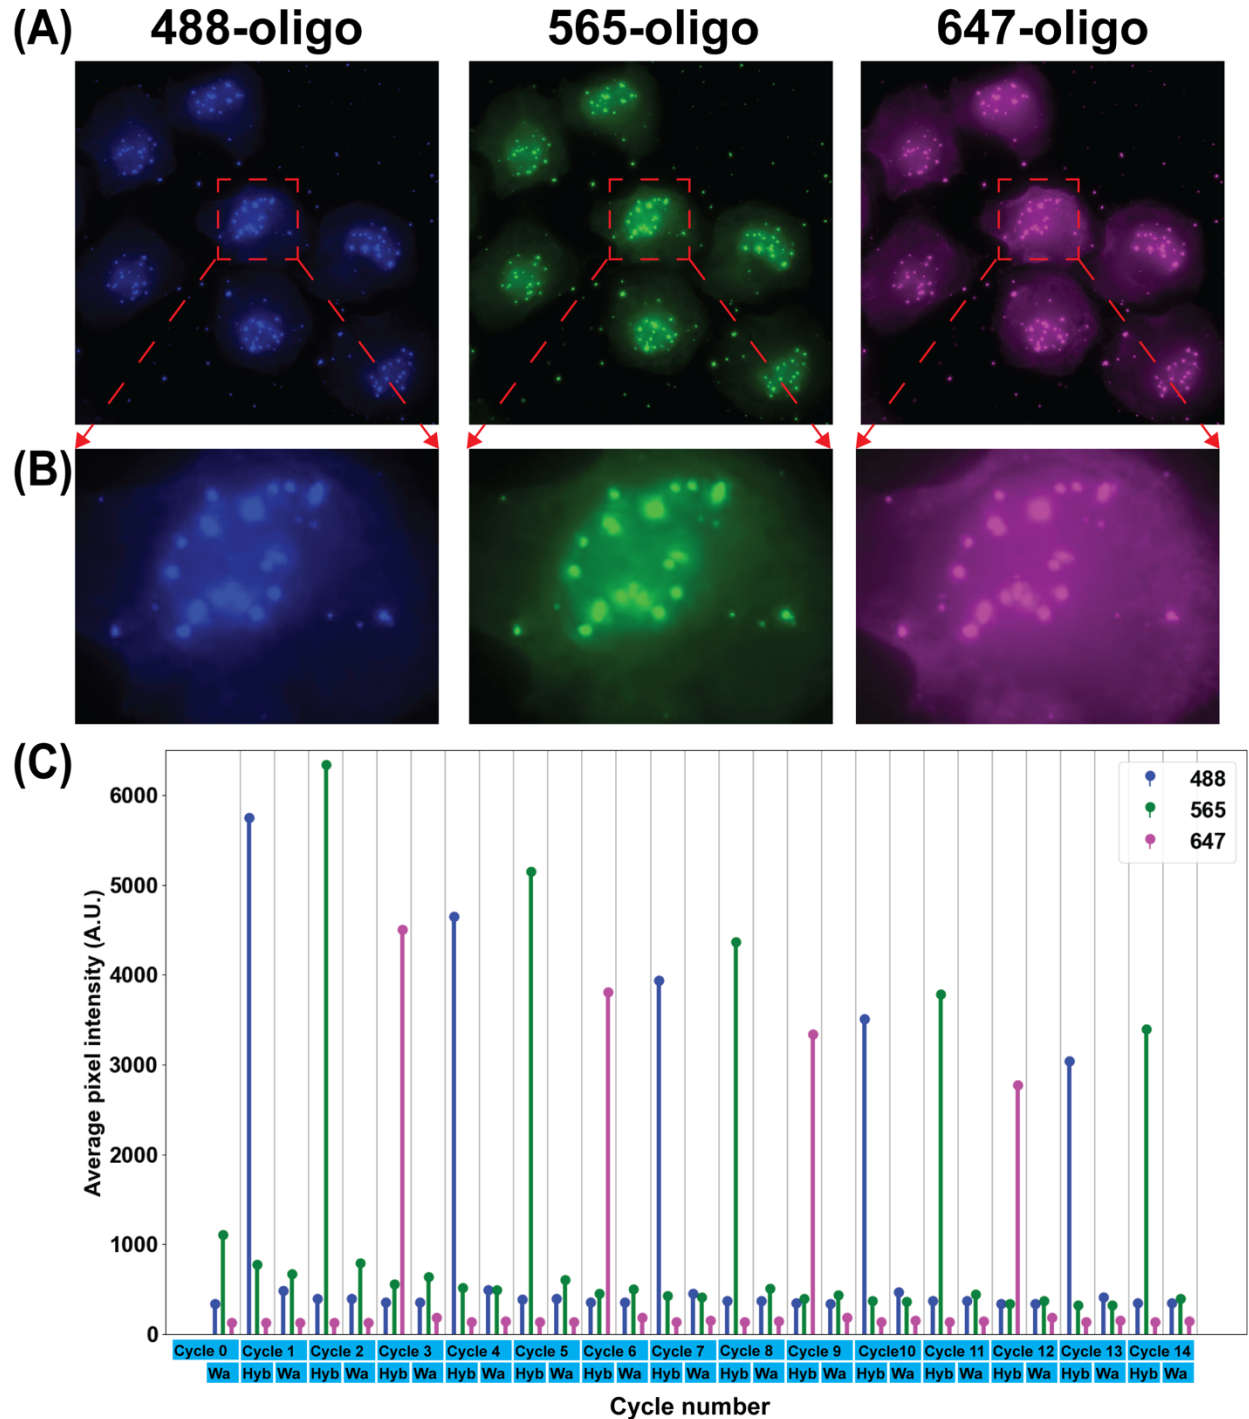 (A) 488-oligo 565-oligo 647-oligo
(B)
(C)
488
565
647
6000
5000
4000
3000
2000
1000
0
Average pixel intensity (A.U.)
Cycle 0 Cycle 1 Cycle 2 Cycle 3 Cycle 4 Cycle 5 Cycle 6 Cycle 7 Cycle 8 Cycle 9 Cycle10 Cycle 11 Cycle 12 Cycle 13 Cycle 14
Wa Hyb Wa Hyb Wa Hyb Wa Hyb Wa Hyb Wa Hyb Wa Hyb Wa Hyb Wa Hyb Wa Hyb Wa Hyb Wa Hyb Wa Hyb Wa Hyb Wa
Cycle number